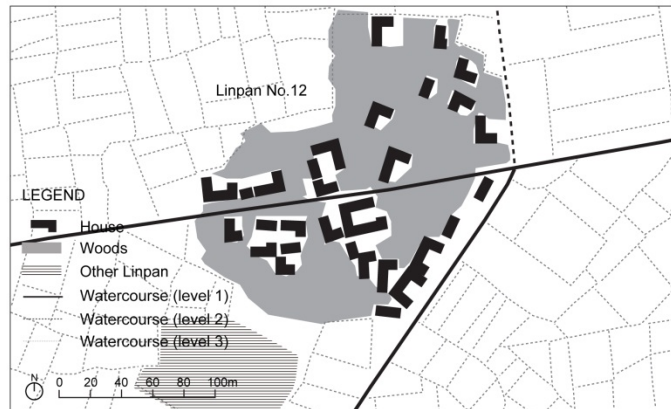 Linpan No.12
LEGEND
House
Woods
Other Linpan
Watercourse (level 1)
Watercourse (level 2)
Watercourse (level 3)
N
0 20 40 60 80 100m